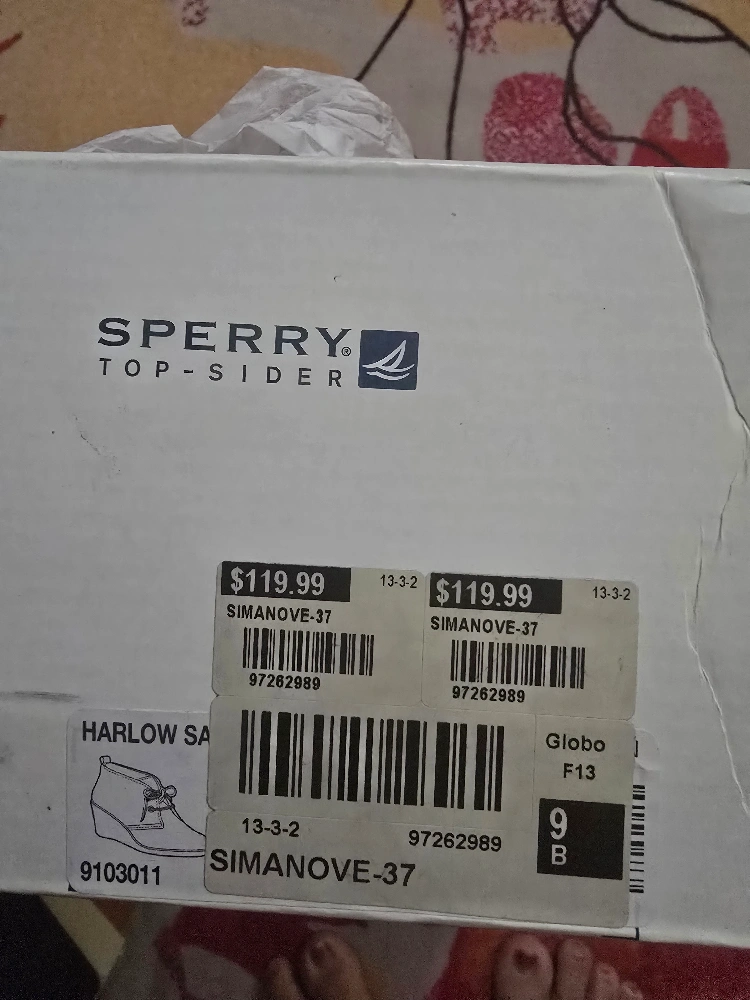 SPERRY®
TOP-SIDER
$119.99 13-3-2
SIMANOVE-37
97262989
$119.99 13-3-2
SIMANOVE-37
97262989
HARLOW SA
9103011
13-3-2 97262989
SIMANOVE-37
Globo
F13
9
B